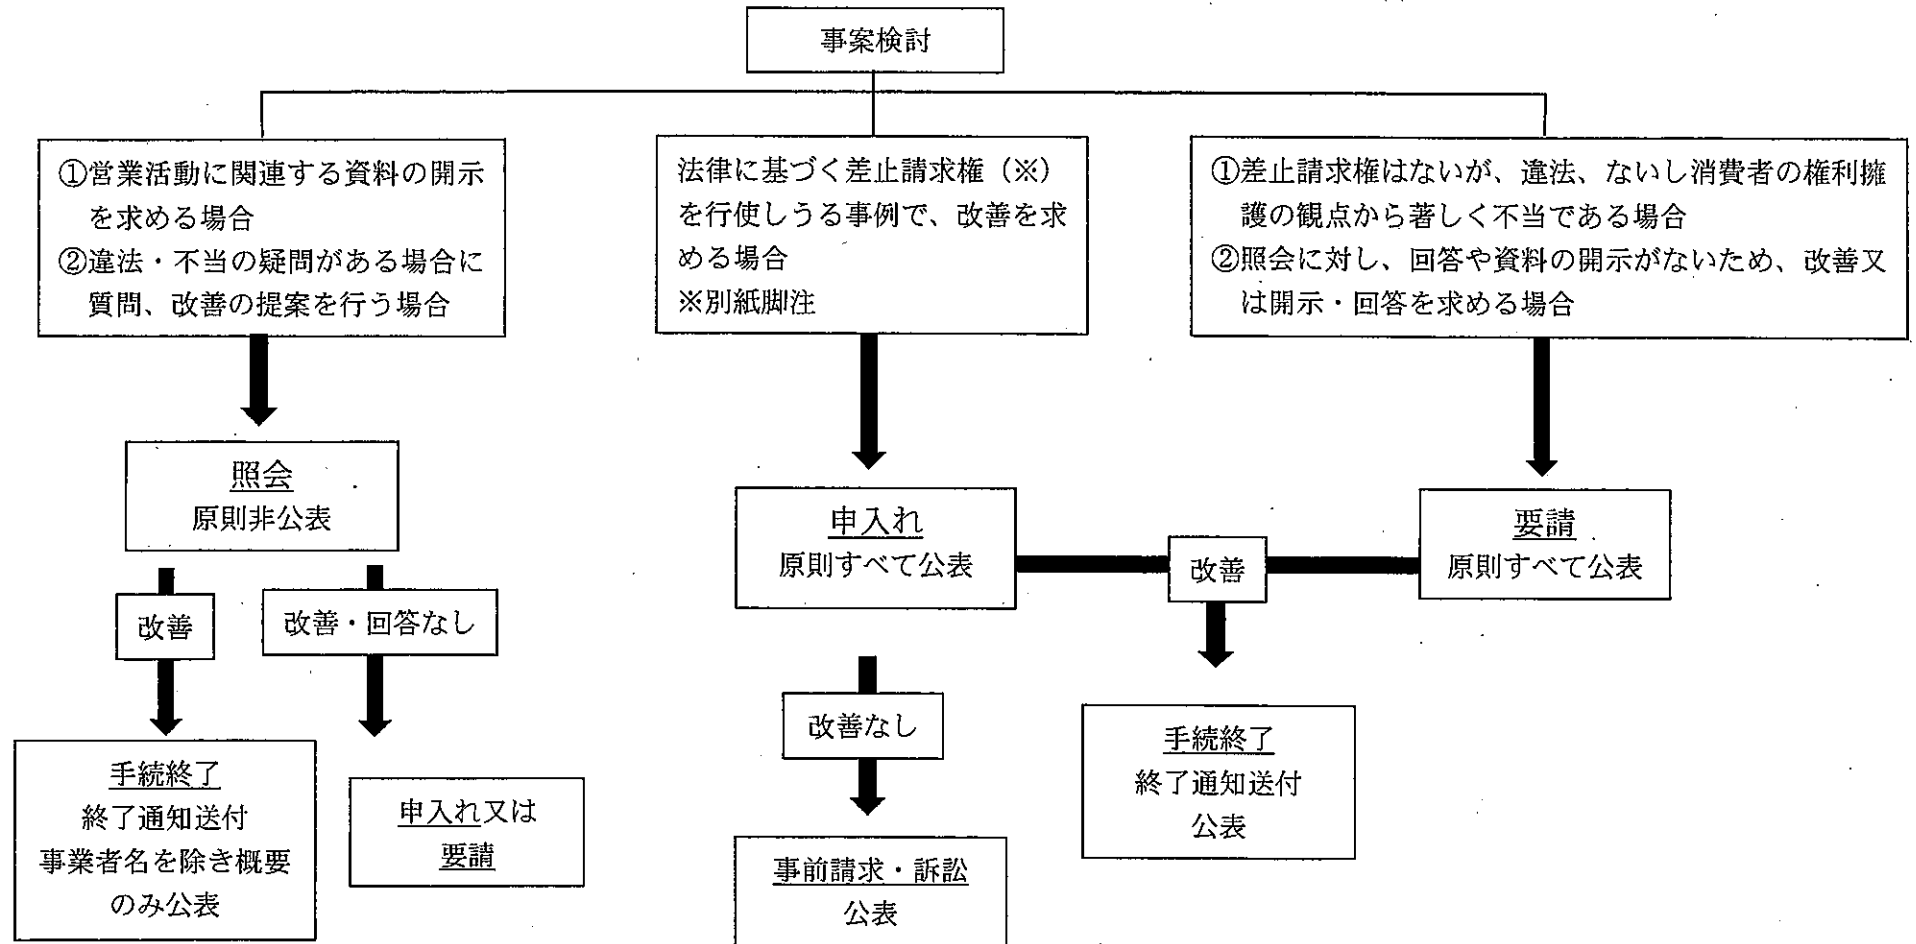 事案検討
①営業活動に関連する資料の開示
を求める場合
②違法・不当の疑問がある場合に
質問、改善の提案を行う場合
法律に基づく差止請求権（※）
を行使しうる事例で、改善を求
める場合
※別紙脚注
①差止請求権はないが、違法、ないし消費者の権利擁
護の観点から著しく不当である場合
②照会に対し、回答や資料の開示がないため、改善又
は開示・回答を求める場合
照会
原則非公表
申入れ
原則すべて公表
要請
原則すべて公表
改善
改善
改善・回答なし
改善なし
手続終了
終了通知送付
事業者名を除き概要
のみ公表
申入れ又は
要請
事前請求・訴訟
公表
手続終了
終了通知送付
公表